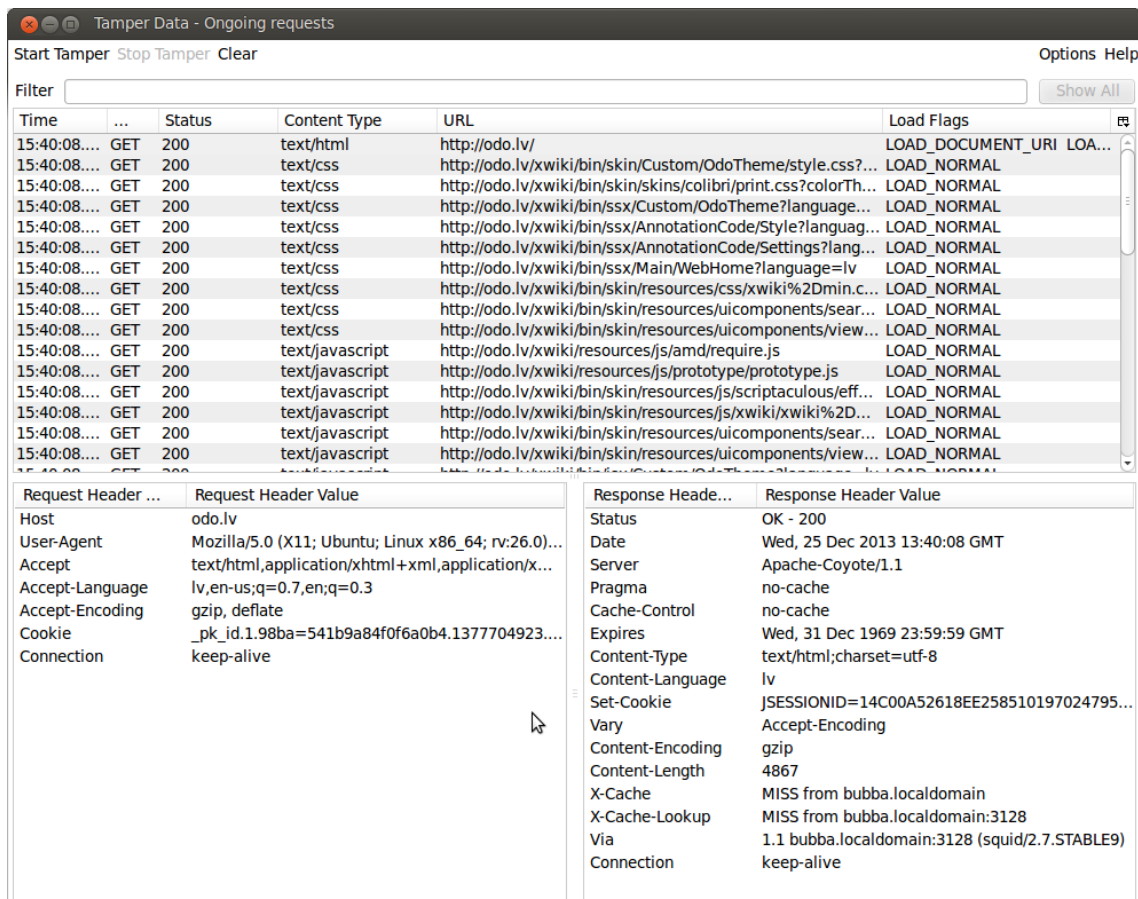 Tamper Data - Ongoing requests
Start Tamper Stop Tamper Clear Options Help
Filter Show All
Time ... Status Content Type URL Load Flags
15:40:08.... GET 200 text/html http://odo.lv/ LOAD_DOCUMENT_URI LOA...
15:40:08.... GET 200 text/css http://odo.lv/xwiki/bin/skin/Custom/OdoTheme/style.css?... LOAD_NORMAL
15:40:08.... GET 200 text/css http://odo.lv/xwiki/bin/skin/skins/colibri/print.css?colorTh... LOAD_NORMAL
15:40:08.... GET 200 text/css http://odo.lv/xwiki/bin/ssx/Custom/OdoTheme?language... LOAD_NORMAL
15:40:08.... GET 200 text/css http://odo.lv/xwiki/bin/ssx/AnnotationCode/Style?languag... LOAD_NORMAL
15:40:08.... GET 200 text/css http://odo.lv/xwiki/bin/ssx/AnnotationCode/Settings?lang... LOAD_NORMAL
15:40:08.... GET 200 text/css http://odo.lv/xwiki/bin/ssx/Main/WebHome?language=lv LOAD_NORMAL
15:40:08.... GET 200 text/css http://odo.lv/xwiki/bin/skin/resources/css/xwiki%2Dmin.c... LOAD_NORMAL
15:40:08.... GET 200 text/css http://odo.lv/xwiki/bin/skin/resources/uicomponents/sear... LOAD_NORMAL
15:40:08.... GET 200 text/css http://odo.lv/xwiki/bin/skin/resources/uicomponents/view... LOAD_NORMAL
15:40:08.... GET 200 text/javascript http://odo.lv/xwiki/resources/js/amd/require.js LOAD_NORMAL
15:40:08.... GET 200 text/javascript http://odo.lv/xwiki/resources/js/prototype/prototype.js LOAD_NORMAL
15:40:08.... GET 200 text/javascript http://odo.lv/xwiki/bin/skin/resources/js/scriptaculous/eff... LOAD_NORMAL
15:40:08.... GET 200 text/javascript http://odo.lv/xwiki/bin/skin/resources/js/xwiki/xwiki%2D... LOAD_NORMAL
15:40:08.... GET 200 text/javascript http://odo.lv/xwiki/bin/skin/resources/uicomponents/sear... LOAD_NORMAL
15:40:08.... GET 200 text/javascript http://odo.lv/xwiki/bin/skin/resources/uicomponents/view... LOAD_NORMAL
Request Header ... Request Header Value
Host odo.lv
User-Agent Mozilla/5.0 (X11; Ubuntu; Linux x86_64; rv:26.0)...
Accept text/html,application/xhtml+xml,application/x...
Accept-Language lv,en-us;q=0.7,en;q=0.3
Accept-Encoding gzip, deflate
Cookie _pk_id.1.98ba=541b9a84f0f6a0b4.1377704923....
Connection keep-alive
Response Heade... Response Header Value
Status OK - 200
Date Wed, 25 Dec 2013 13:40:08 GMT
Server Apache-Coyote/1.1
Pragma no-cache
Cache-Control no-cache
Expires Wed, 31 Dec 1969 23:59:59 GMT
Content-Type text/html;charset=utf-8
Content-Language lv
Set-Cookie JSESSIONID=14C00A52618EE258510197024795...
Vary Accept-Encoding
Content-Encoding gzip
Content-Length 4867
X-Cache MISS from bubba.localdomain
X-Cache-Lookup MISS from bubba.localdomain:3128
Via 1.1 bubba.localdomain:3128 (squid/2.7.STABLE9)
Connection keep-alive